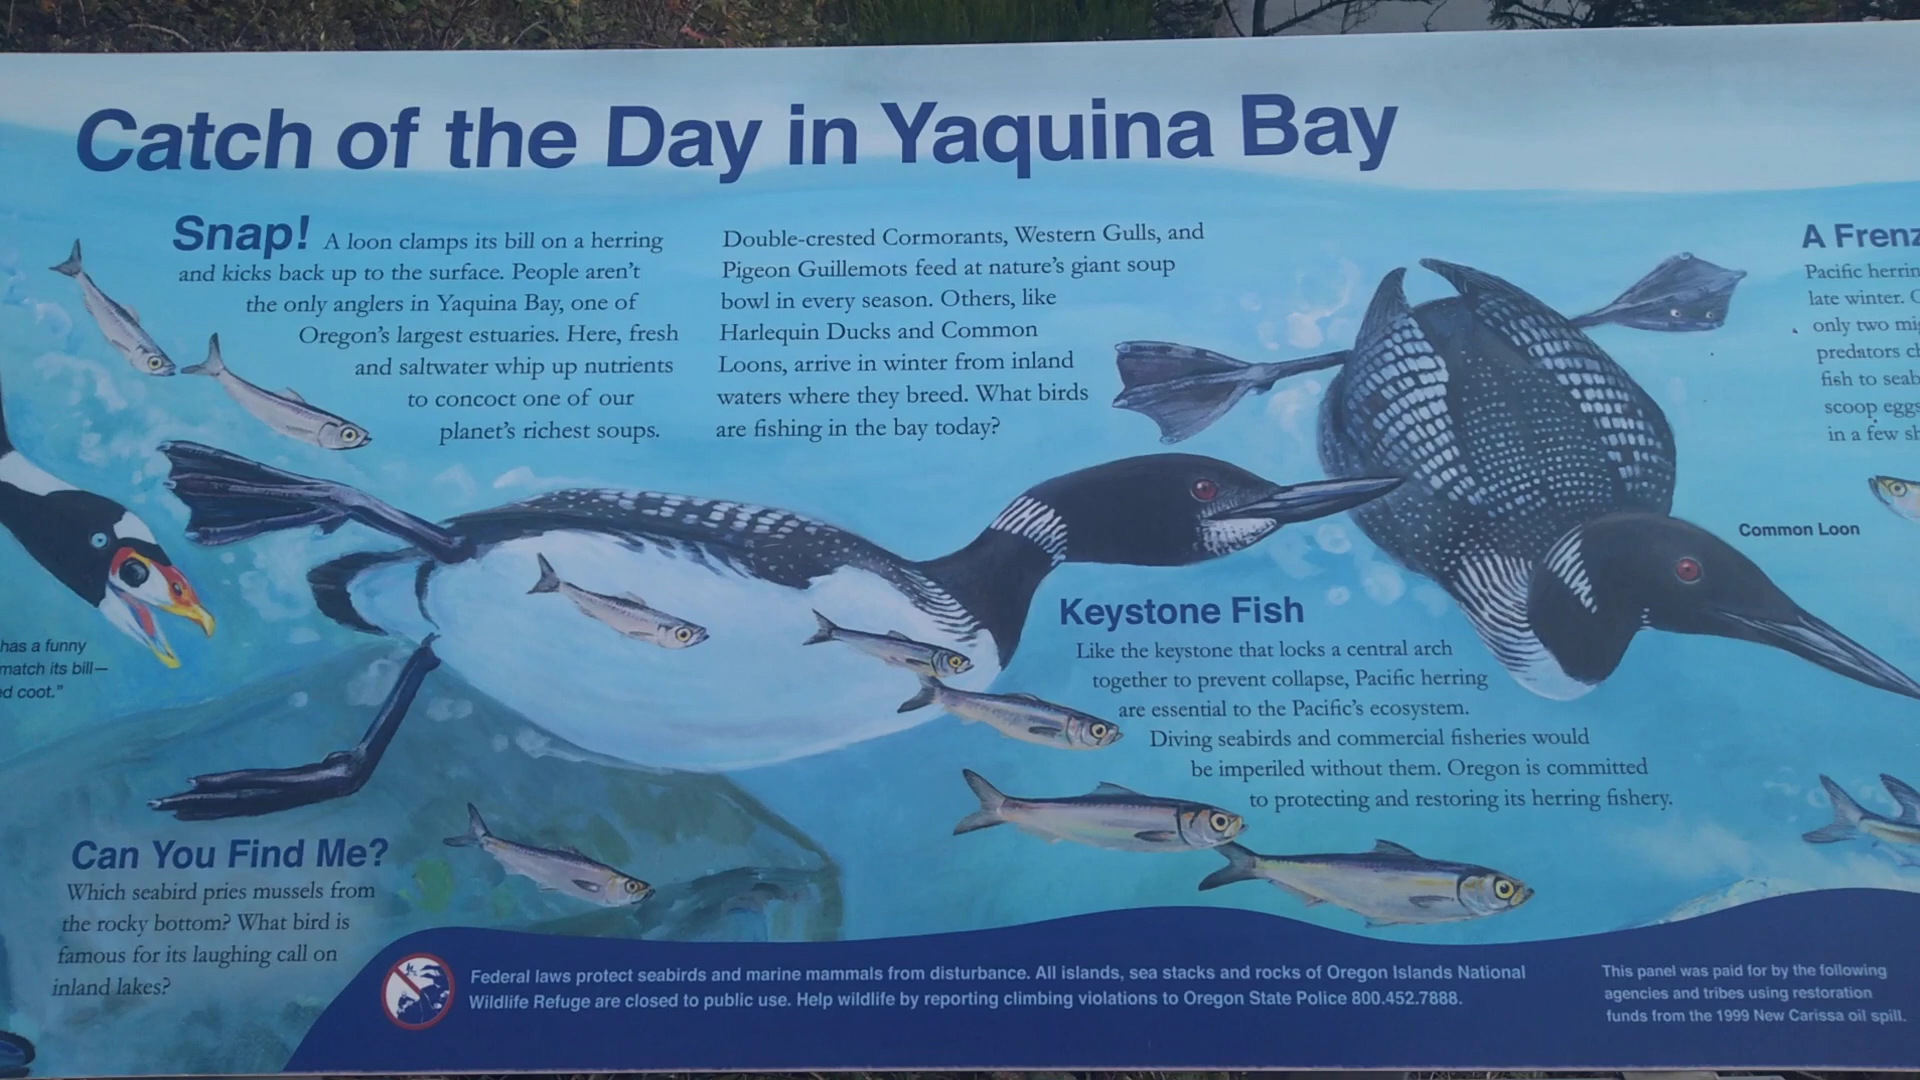 Catch of the Day in Yaquina Bay
Snap! A loon clamps its bill on a herring
and kicks back up to the surface. People aren't
the only anglers in Yaquina Bay, one of
Oregon's largest estuaries. Here, fresh
and saltwater whip up nutrients
to concoct one of our
planet's richest soups.
Double-crested Cormorants, Western Gulls, and
Pigeon Guillemots feed at nature's giant soup
bowl in every season. Others, like
Harlequin Ducks and Common
Loons, arrive in winter from inland
waters where they breed. What birds
are fishing in the bay today?
A Frenz
Pacific herrin
late winter.
only two
predators
fish to seab
scoop eggs
in a few sh
Common Loon
has a funny
match its bill—
coot."
Keystone Fish
Like the keystone that locks a central arch
together to prevent collapse, Pacific herring
are essential to the Pacific's ecosystem.
Diving seabirds and commercial fisheries would
be imperiled without them. Oregon is committed
to protecting and restoring its herring fishery.
Can You Find Me?
Which seabird pries mussels from
the rocky bottom? What bird is
famous for its laughing call on
inland lakes?
Federal laws protect seabirds and marine mammals from disturbance. All islands, sea stacks and rocks of Oregon Islands National
Wildlife Refuge are closed to public use. Help wildlife by reporting climbing violations to Oregon State Police 800.452.7888.
This panel was paid for by the following
agencies and tribes using restoration
funds from the 1999 New Carissa oil spill.